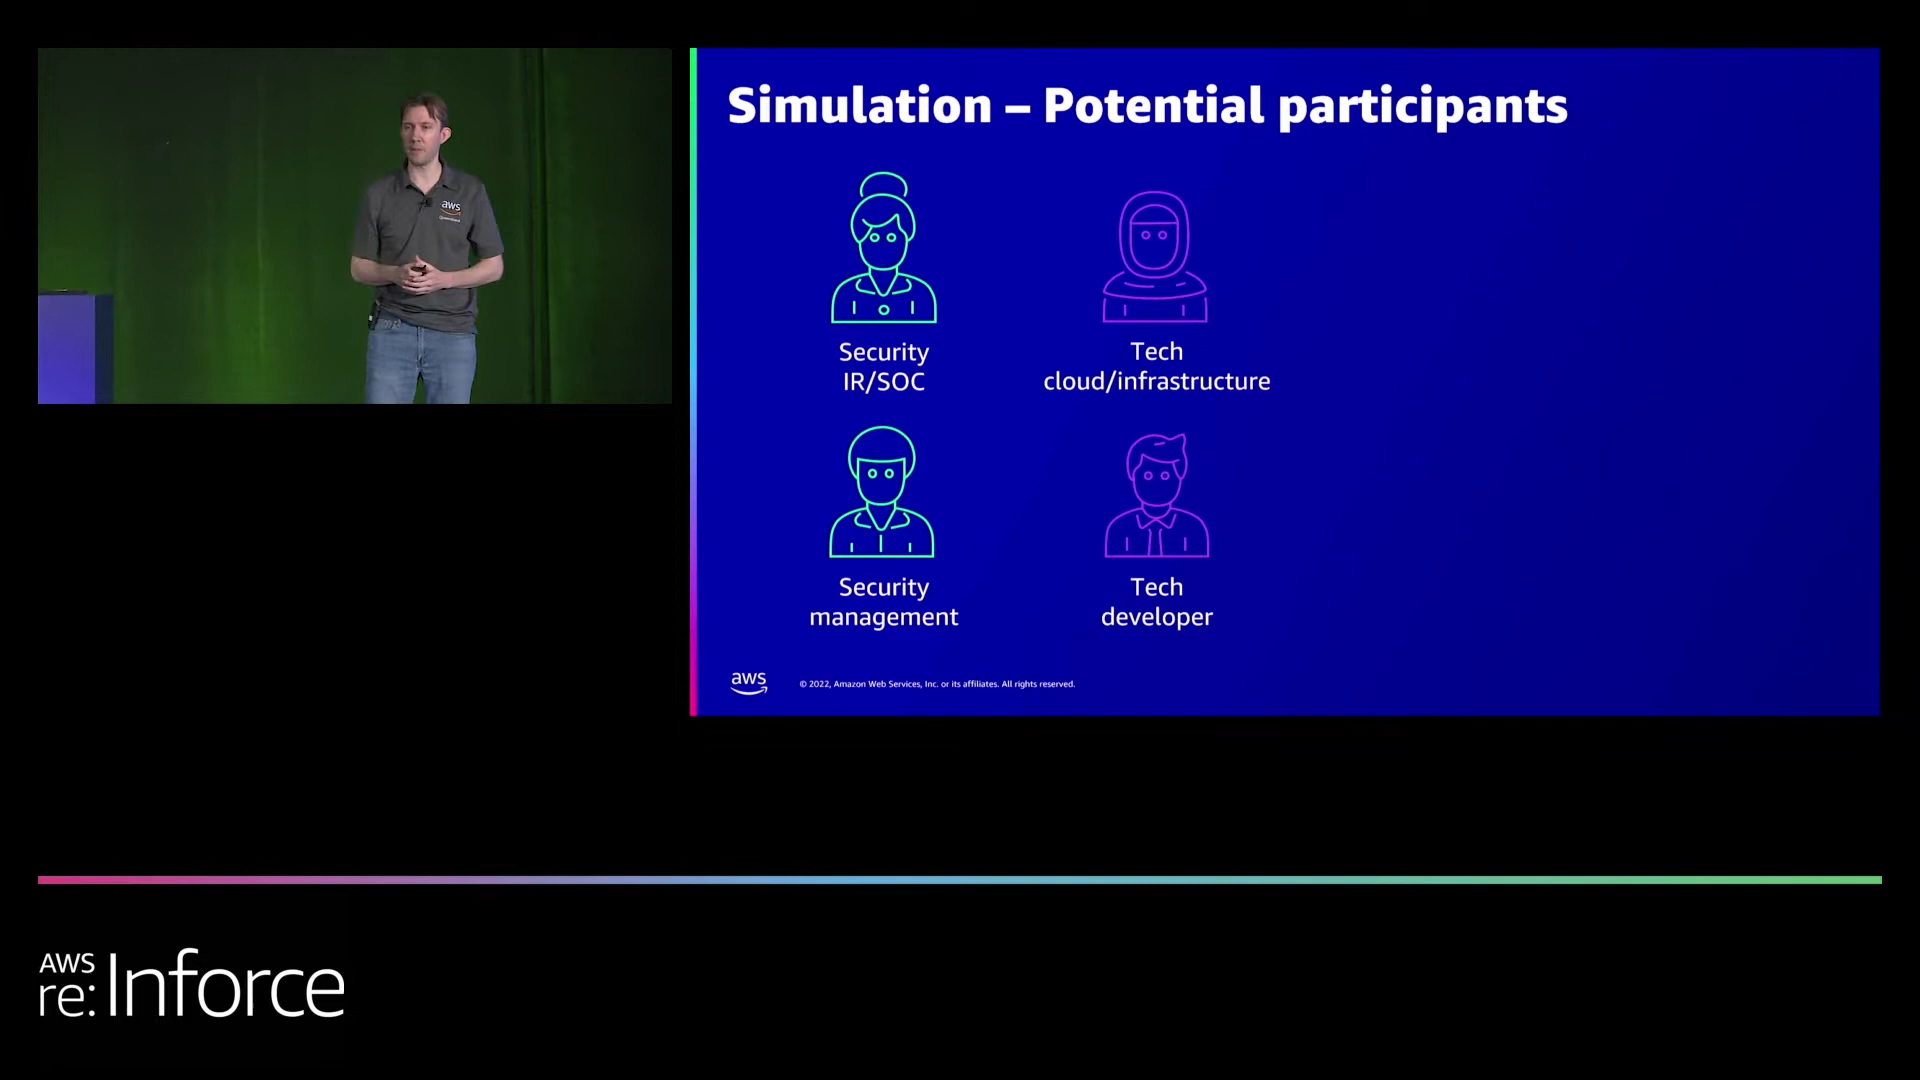 aws
Simulation – Potential participants
Security
IR/SOC
Tech
cloud/infrastructure
Security
management
Tech
developer
aws
© 2022, Amazon Web Services, Inc. or its affiliates. All rights reserved.
AWS
re:Inforce